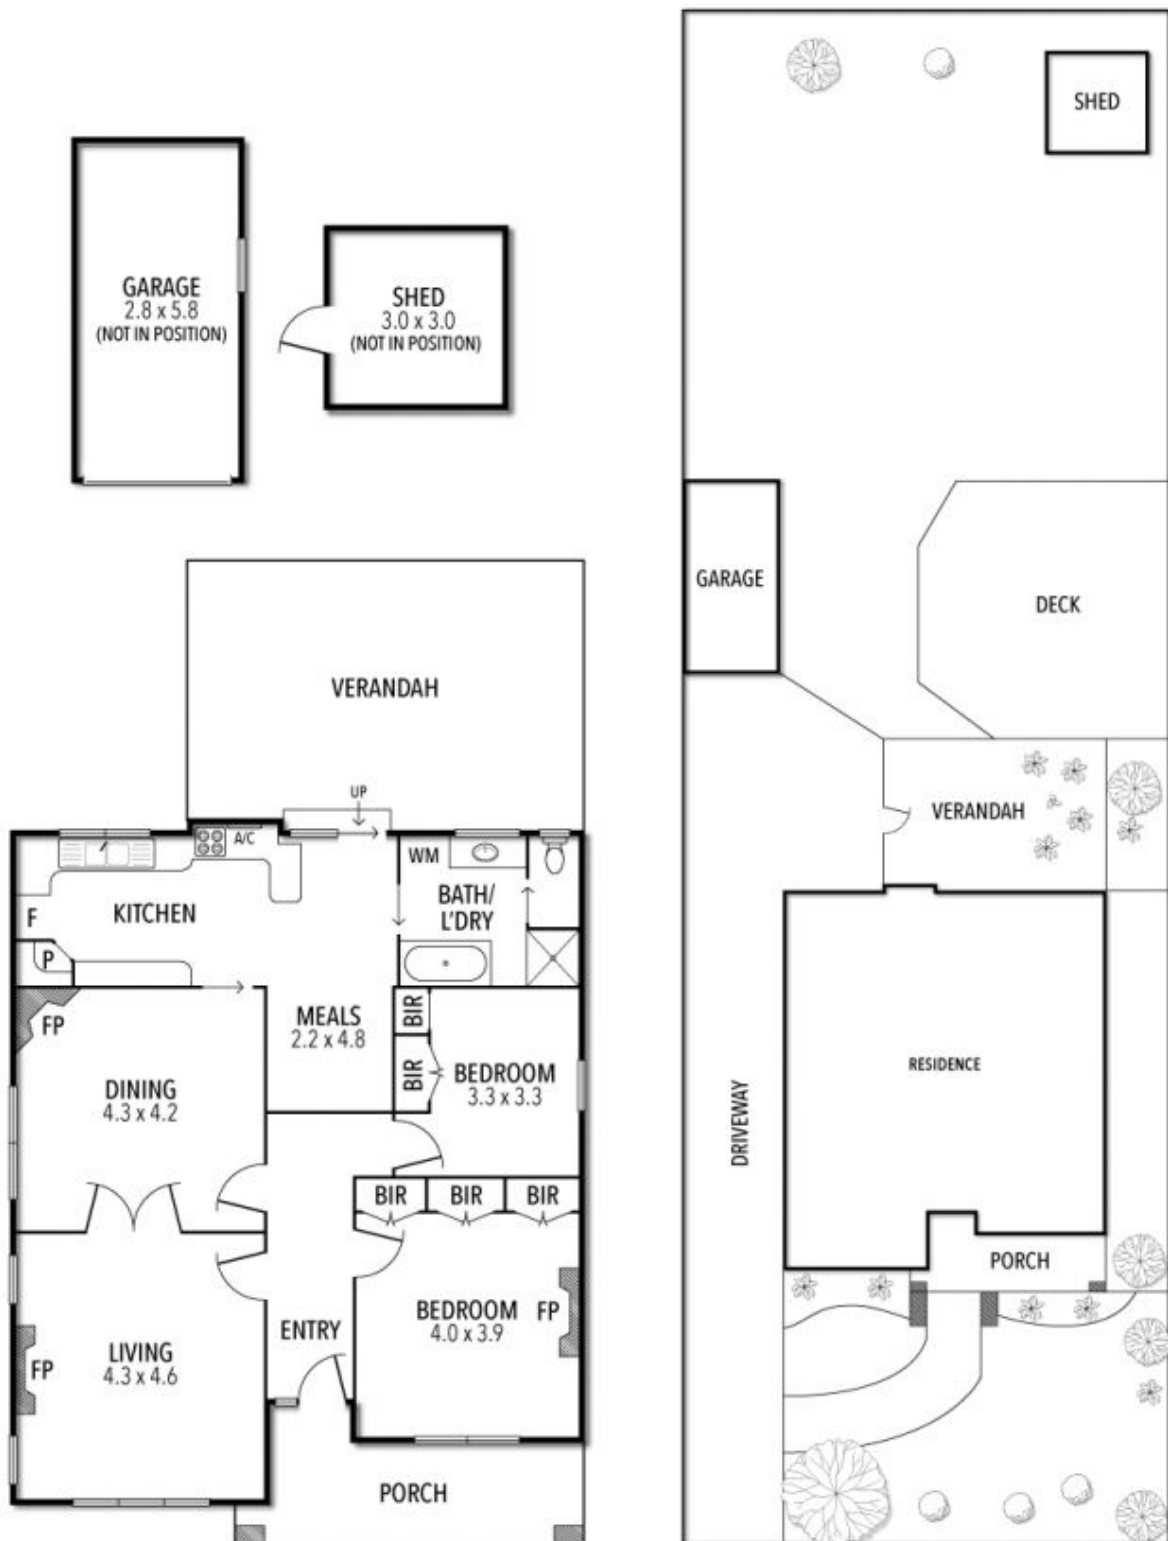 GARAGE
2.8 x 5.8
(NOT IN POSITION)
SHED
3.0 x 3.0
(NOT IN POSITION)
VERANDAH
UP
A/C
WM
BATH/
L'DRY
KITCHEN
F
P
FP
MEALS
2.2 x 4.8
BIR
BIR
BEDROOM
3.3 x 3.3
DINING
4.3 x 4.2
BIR
BIR
BIR
BEDROOM
4.0 x 3.9
FP
ENTRY
LIVING
4.3 x 4.6
FP
PORCH
SHED
GARAGE
DECK
VERANDAH
RESIDENCE
DRIVEWAY
PORCH